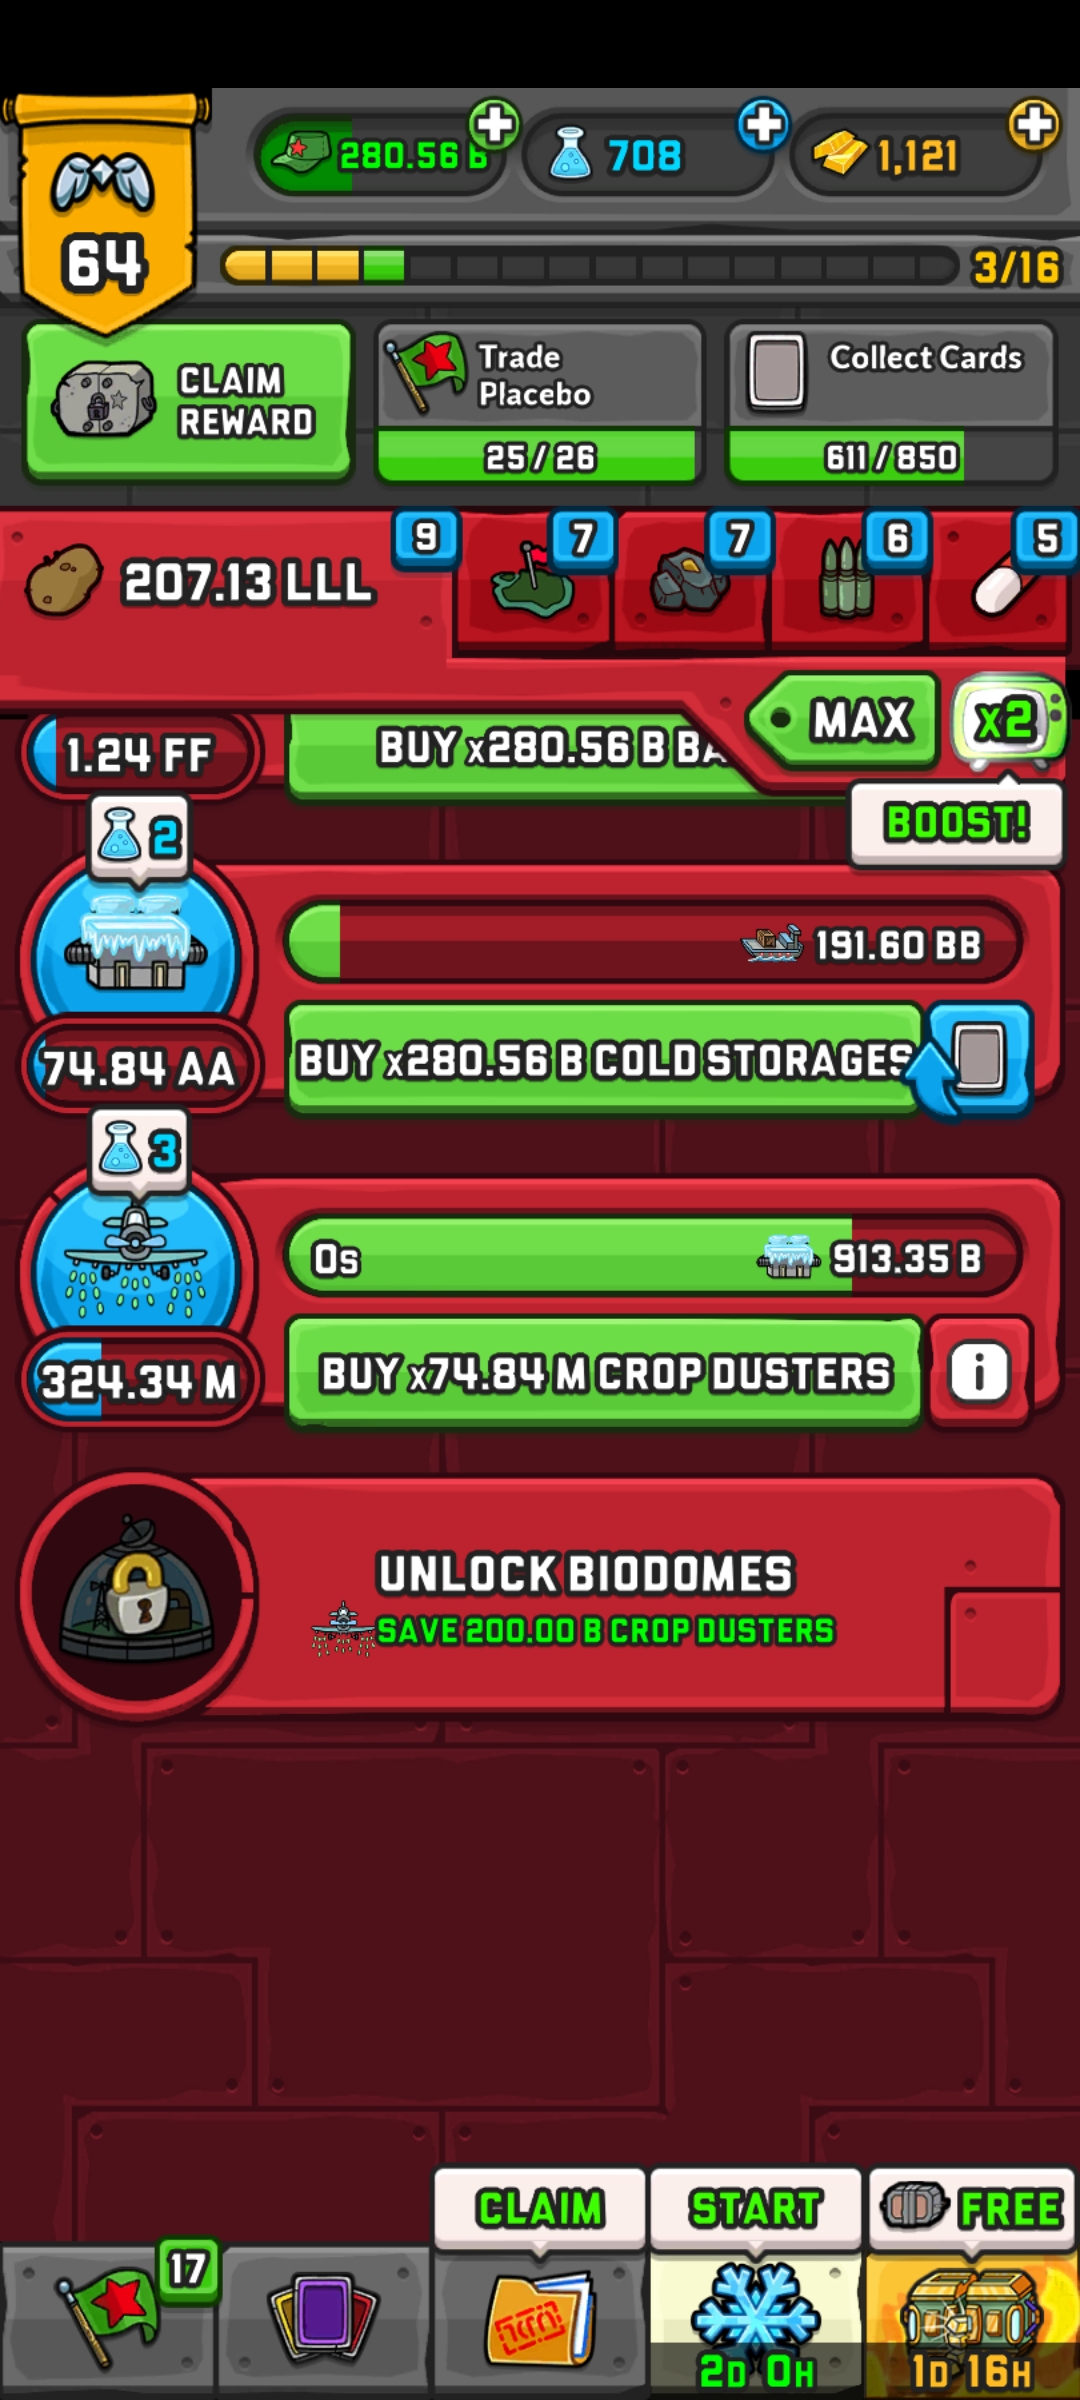 280.56 B
708
1,121
64
3/16
CLAIM
REWARD
Trade
Placebo
25/26
Collect Cards
611/850
207.13 LLL
9
7
7
6
5
MAX
x2
BOOST!
1.24 FF
BUY x280.56 B
2
191.60 BB
74.84 AA
BUY x280.56 B COLD STORAGES
3
0s
913.35 B
324.34 M
BUY x74.84 M CROP DUSTERS
i
UNLOCK BIODOMES
SAVE 200.00 B CROP DUSTERS
CLAIM
START
FREE
17
2D 0H
1D 16H